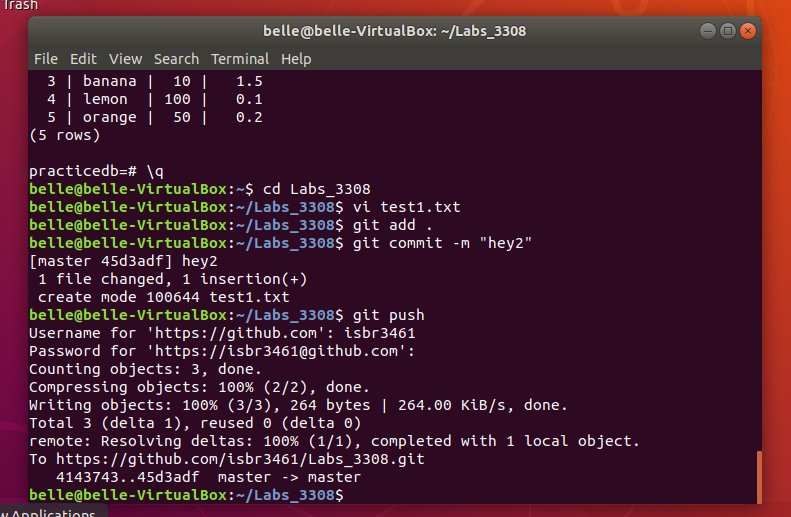 Trash
belle@belle-VirtualBox: ~/Labs_3308
File Edit View Search Terminal Help
  3 | banana |  10 |   1.5
  4 | lemon  | 100 |   0.1
  5 | orange |  50 |   0.2
(5 rows)
practicedb=# \q
belle@belle-VirtualBox:~$ cd Labs_3308
belle@belle-VirtualBox:~/Labs_3308$ vi test1.txt
belle@belle-VirtualBox:~/Labs_3308$ git add .
belle@belle-VirtualBox:~/Labs_3308$ git commit -m "hey2"
[master 45d3adf] hey2
 1 file changed, 1 insertion(+)
 create mode 100644 test1.txt
belle@belle-VirtualBox:~/Labs_3308$ git push
Username for 'https://github.com': isbr3461
Password for 'https://isbr3461@github.com':
Counting objects: 3, done.
Compressing objects: 100% (2/2), done.
Writing objects: 100% (3/3), 264 bytes | 264.00 KiB/s, done.
Total 3 (delta 1), reused 0 (delta 0)
remote: Resolving deltas: 100% (1/1), completed with 1 local object.
To https://github.com/isbr3461/Labs_3308.git
   4143743..45d3adf  master -> master
belle@belle-VirtualBox:~/Labs_3308$
w Applications